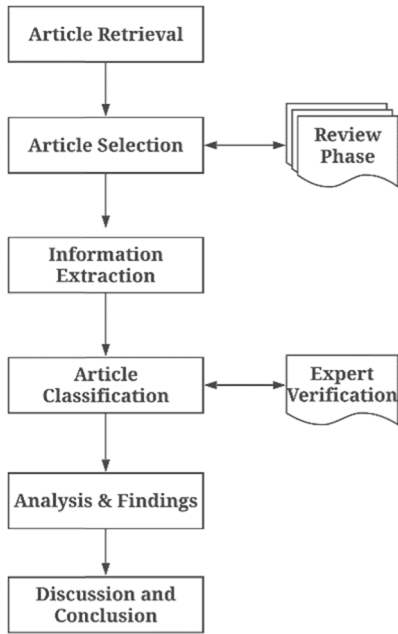 Article Retrieval
Article Selection
Review
Phase
Information
Extraction
Article
Classification
Expert
Verification
Analysis & Findings
Discussion and
Conclusion